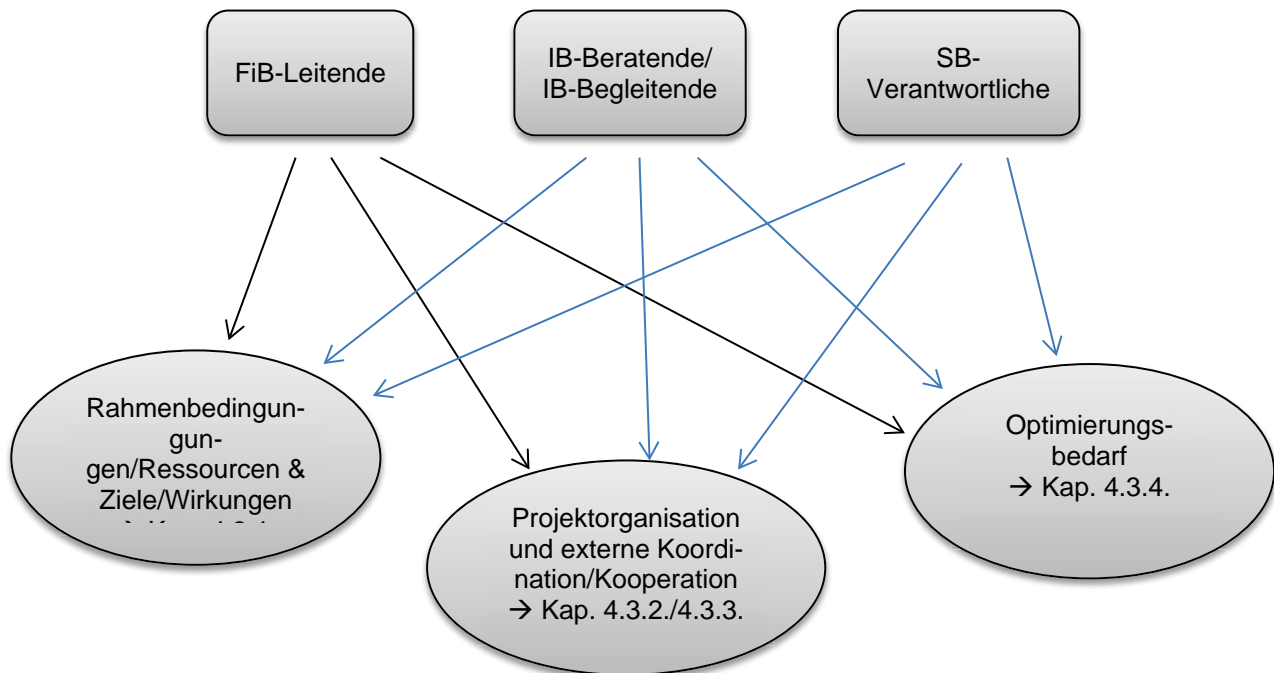 FiB-Leitende
IB-Beratende/
IB-Begleitende
SB-
Verantwortliche
Rahmenbedingun-
gun-
gen/Ressourcen &
Ziele/Wirkungen
Optimierungs-
bedarf
→ Kap. 4.3.4.
Projektorganisation
und externe Koordi-
nation/Kooperation
→ Kap. 4.3.2./4.3.3.